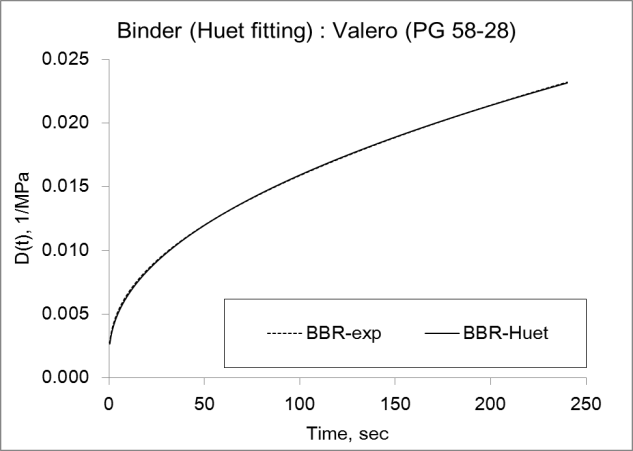 Binder (Huet fitting) : Valero (PG 58-28)
0.025
0.020
0.015
0.010
0.005
0.000
D(t), 1/MPa
BBR-exp BBR-Huet
0 50 100 150 200 250
Time, sec